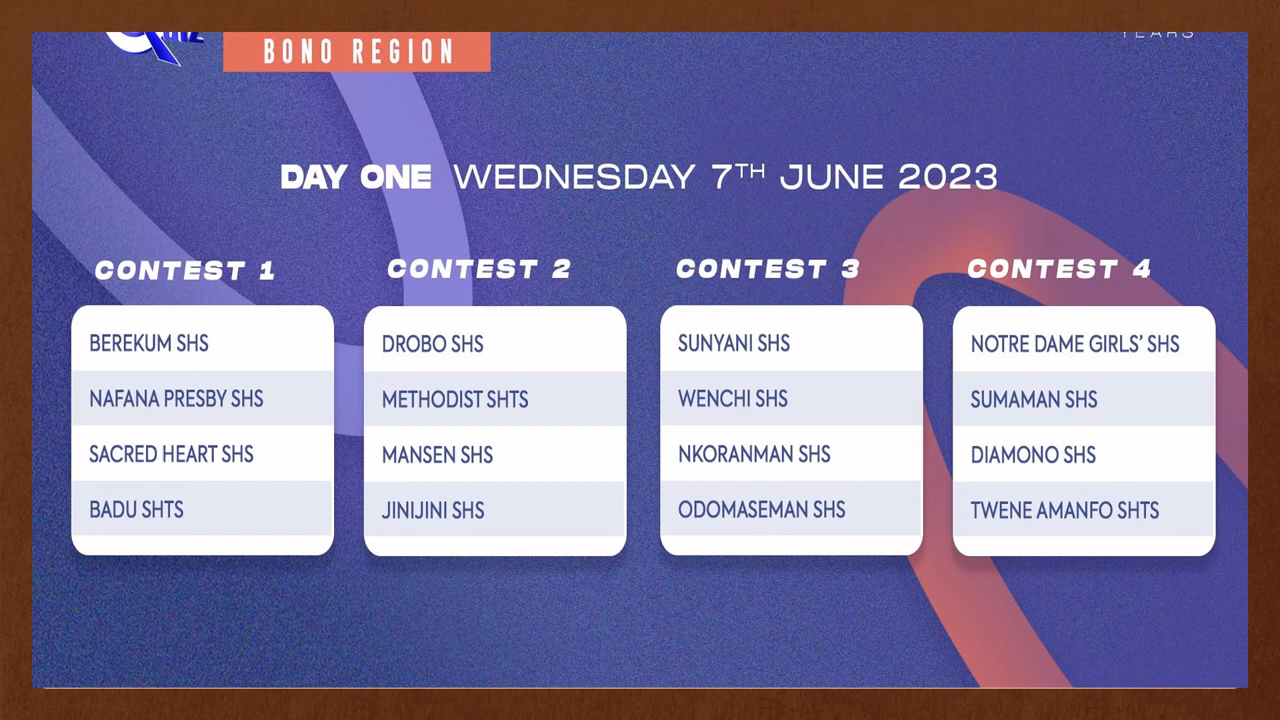 BONO REGION
DAY ONE WEDNESDAY 7TH JUNE 2023
CONTEST 1
BEREKUM SHS
NAFANA PRESBY SHS
SACRED HEART SHS
BADU SHTS
CONTEST 2
DROBO SHS
METHODIST SHTS
MANSEN SHS
JINIJINI SHS
CONTEST 3
SUNYANI SHS
WENCHI SHS
NKORANMAN SHS
ODOMASEMAN SHS
CONTEST 4
NOTRE DAME GIRLS' SHS
SUMAMAN SHS
DIAMONO SHS
TWENE AMANFO SHTS